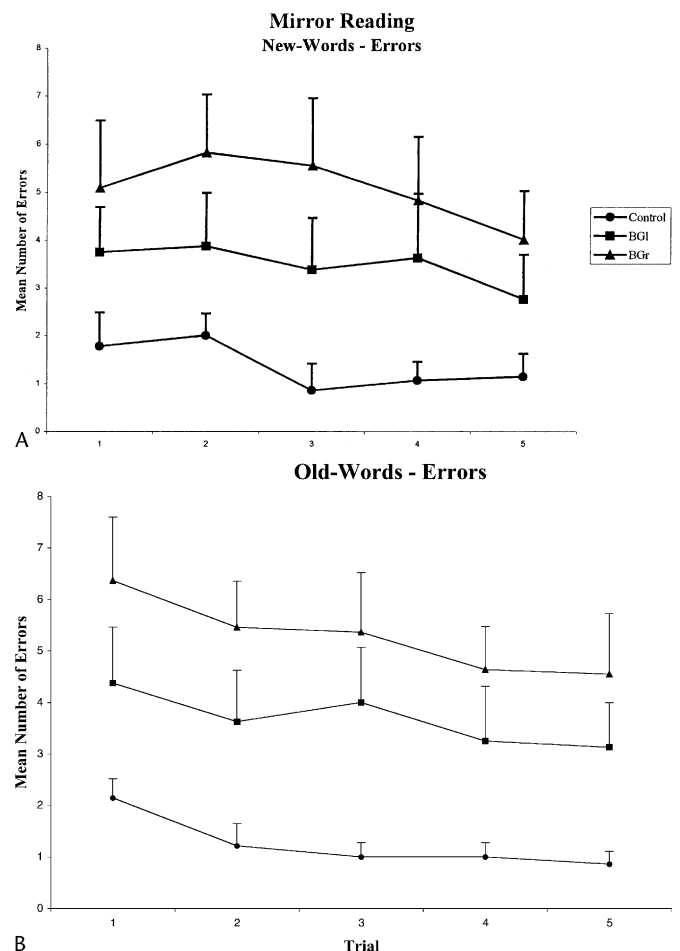 Mirror Reading
New-Words - Errors
8
7
6
5
4
3
2
1
0
Mean Number of Errors
1 2 3 4 5
Control
BGl
BGr
A
Old-Words - Errors
8
7
6
5
4
3
2
1
0
Mean Number of Errors
1 2 3 4 5
Trial
B